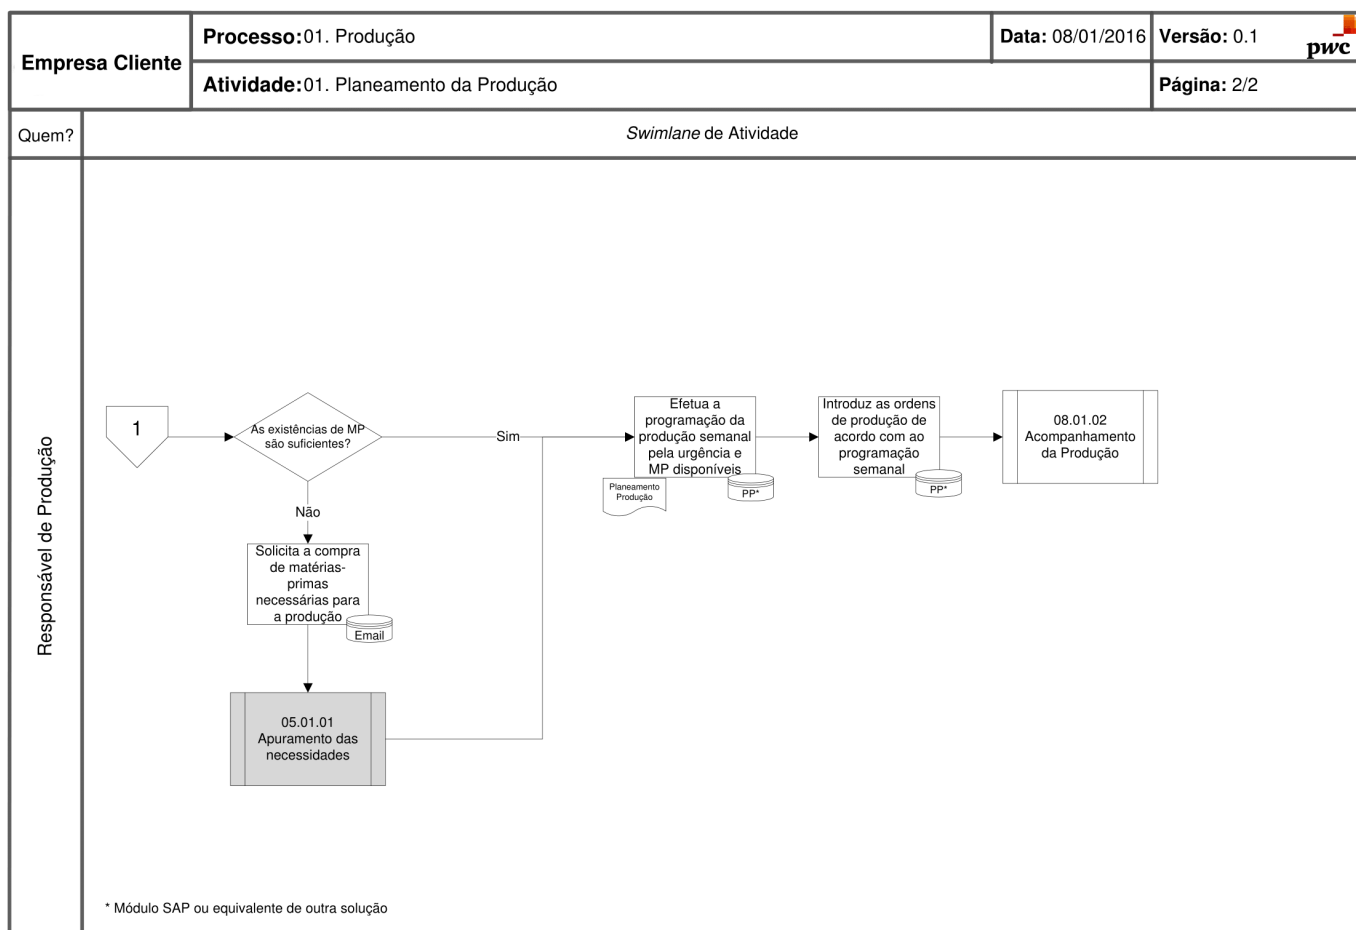 Empresa Cliente
Processo: 01. Produção
Data: 08/01/2016
Versão: 0.1
pwc
Atividade: 01. Planeamento da Produção
Página: 2/2
Quem?
Swimlane de Atividade
Responsável de Produção
1
As existências de MP
são suficientes?
Sim
Não
Solicita a compra
de matérias-
primas
necessárias para
a produção
Email
05.01.01
Apuramento das
necessidades
Efetua a
programação da
produção semanal
pela urgência e
MP disponíveis
Planeamento
Produção
PP*
Introduz as ordens
de produção de
acordo com ao
programação
semanal
PP*
08.01.02
Acompanhamento
da Produção
* Módulo SAP ou equivalente de outra solução